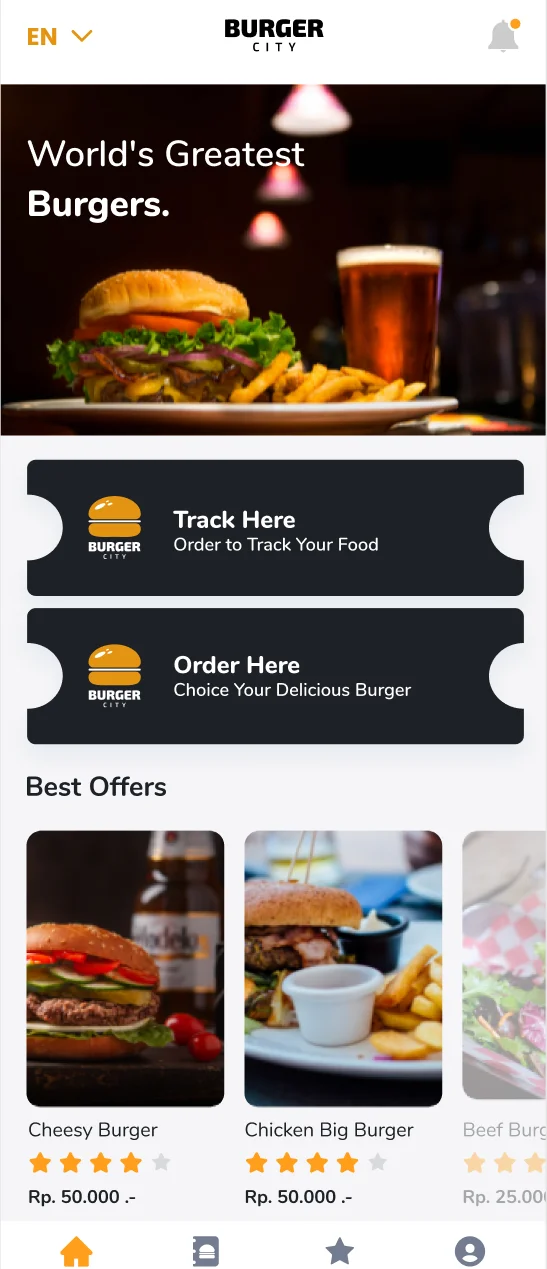 EN
BURGER
CITY
World's Greatest
Burgers.
BURGER
CITY
Track Here
Order to Track Your Food
BURGER
CITY
Order Here
Choice Your Delicious Burger
Best Offers
Cheesy Burger
Chicken Big Burger
Beef Burg
Rp. 50.000 .-
Rp. 50.000 .-
Rp. 25.00